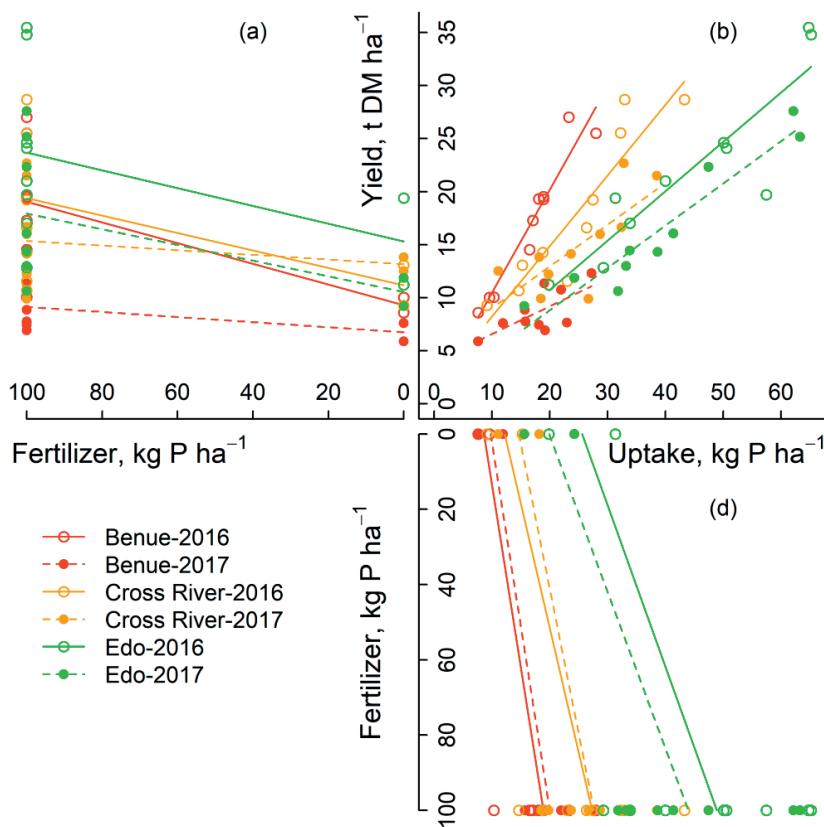 (a)
(b)
Yield, t DM ha⁻¹
0 5 10 15 20 25 30 35
100 80 60 40 20 0
10 20 30 40 50 60
Fertilizer, kg P ha⁻¹
Uptake, kg P ha⁻¹
(d)
Fertilizer, kg P ha⁻¹
100 80 60 40 20 0
Benue-2016
Benue-2017
Cross River-2016
Cross River-2017
Edo-2016
Edo-2017